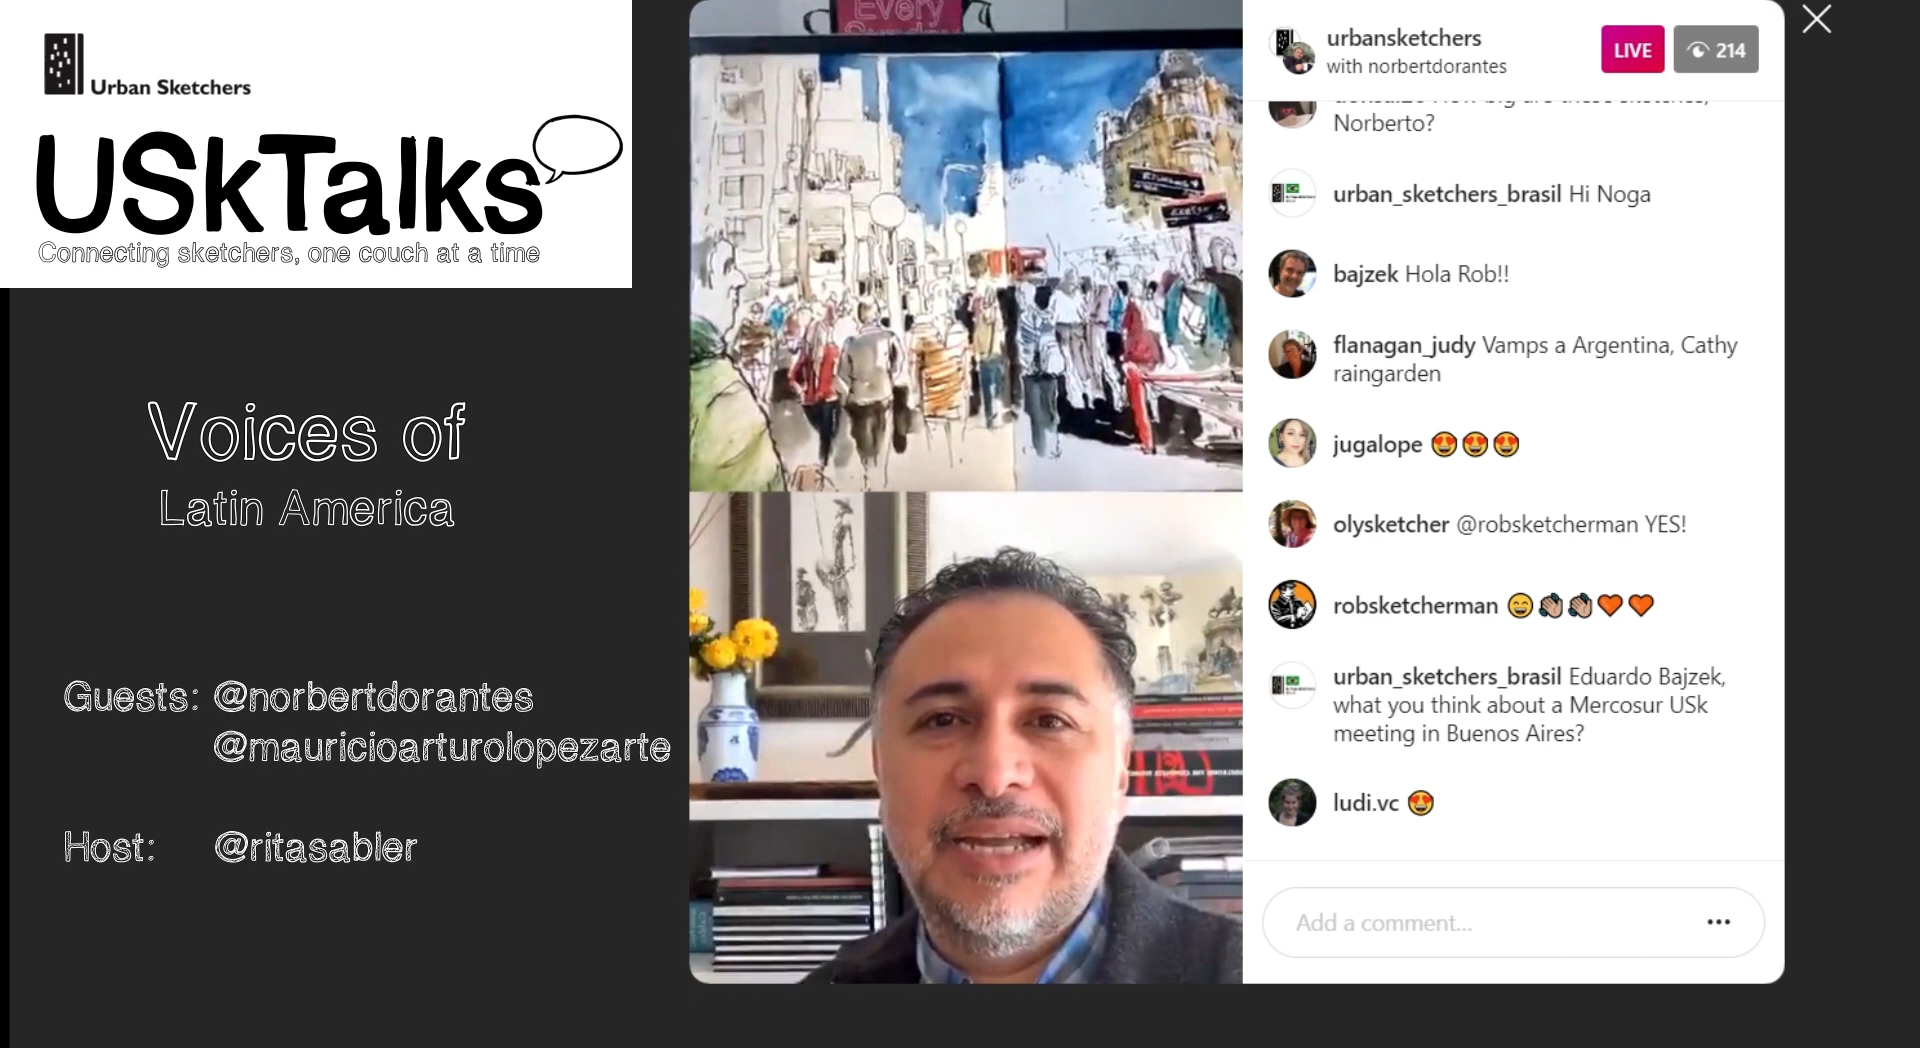 Urban Sketchers
USkTalks
Connecting sketchers, one couch at a time
Voices of
Latin America
Guests: @norbertdorantes
@mauricioarturolopezarte
Host: @ritasabler
Every
Sunday
urbansketchers
with norbertdorantes
LIVE
214
Norberto?
urban_sketchers_brasil Hi Noga
bajzek Hola Rob!!
flanagan_judy Vamps a Argentina, Cathy
raingarden
jugalope 😍😍😍
olysketcher @robsketcherman YES!
robsketcherman 😄👏🏼👏🏼🧡🧡
urban_sketchers_brasil Eduardo Bajzek,
what you think about a Mercosur USk
meeting in Buenos Aires?
ludi.vc 😍
Add a comment...